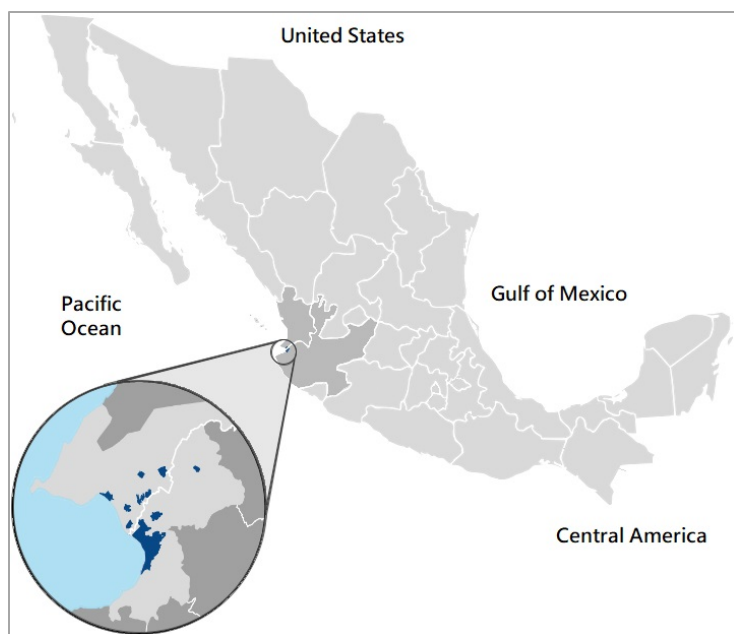 United States
Gulf of Mexico
Pacific
Ocean
Central America